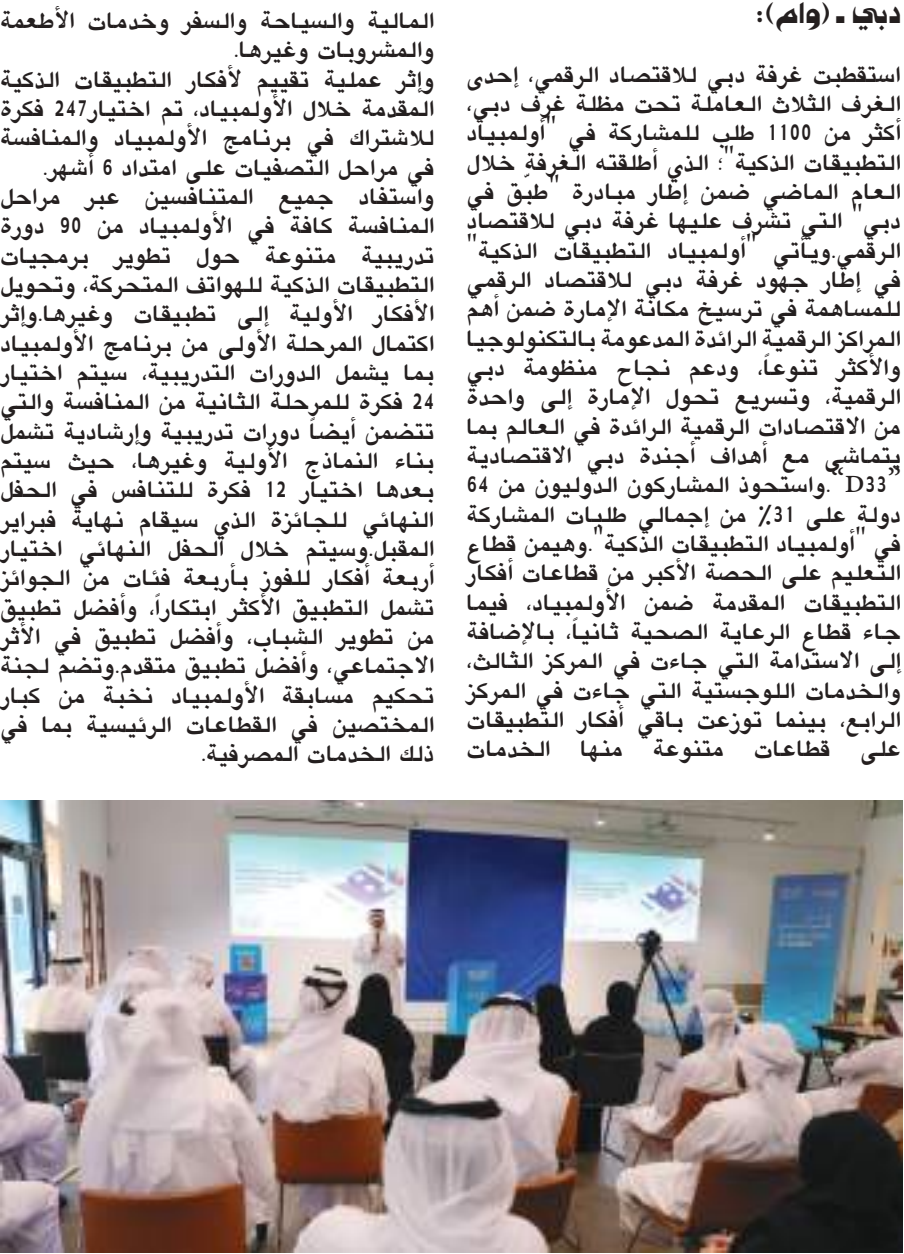 دبي ـ (وام):
استقطبت غرفة دبي للاقتصاد الرقمي، إحدى
الغرف الثلاث العاملة تحت مظلة غرف دبي،
أكثر من 1100 طلب للمشاركة في "أولمبياد
التطبيقات الذكية"؛ الذي أطلقته الغرفة خلال
العام الماضي ضمن إطار مبادرة "طبق في
دبي" التي تشرف عليها غرفة دبي للاقتصاد
الرقمي.ويأتي "أولمبياد التطبيقات الذكية"
في إطار جهود غرفة دبي للاقتصاد الرقمي
للمساهمة في ترسيخ مكانة الإمارة ضمن أهم
المراكز الرقمية الرائدة المدعومة بالتكنولوجيا
والأكثر تنوعاً، ودعم نجاح منظومة دبي
الرقمية، وتسريع تحول الإمارة إلى واحدة
من الاقتصادات الرقمية الرائدة في العالم بما
يتماشى مع أهداف أجندة دبي الاقتصادية
“D33”.واستحوذ المشاركون الدوليون من 64
دولة على 31٪ من إجمالي طلبات المشاركة
في "أولمبياد التطبيقات الذكية".وهيمن قطاع
التعليم على الحصة الأكبر من قطاعات أفكار
التطبيقات المقدمة ضمن الأولمبياد، فيما
جاء قطاع الرعاية الصحية ثانياً، بالإضافة
إلى الاستدامة التي جاءت في المركز الثالث،
والخدمات اللوجستية التي جاءت في المركز
الرابع، بينما توزعت باقي أفكار التطبيقات
على قطاعات متنوعة منها الخدمات
المالية والسياحة والسفر وخدمات الأطعمة
والمشروبات وغيرها.
وإثر عملية تقييم لأفكار التطبيقات الذكية
المقدمة خلال الأولمبياد، تم اختيار247 فكرة
للاشتراك في برنامج الأولمبياد والمنافسة
في مراحل التصفيات على امتداد 6 أشهر.
واستفاد جميع المتنافسين عبر مراحل
المنافسة كافة في الأولمبياد من 90 دورة
تدريبية متنوعة حول تطوير برمجيات
التطبيقات الذكية للهواتف المتحركة، وتحويل
الأفكار الأولية إلى تطبيقات وغيرها.وإثر
اكتمال المرحلة الأولى من برنامج الأولمبياد
بما يشمل الدورات التدريبية، سيتم اختيار
24 فكرة للمرحلة الثانية من المنافسة والتي
تتضمن أيضاً دورات تدريبية وإرشادية تشمل
بناء النماذج الأولية وغيرها، حيث سيتم
بعدها اختيار 12 فكرة للتنافس في الحفل
النهائي للجائزة الذي سيقام نهاية فبراير
المقبل.وسيتم خلال الحفل النهائي اختيار
أربعة أفكار للفوز بأربعة فئات من الجوائز
تشمل التطبيق الأكثر ابتكاراً، وأفضل تطبيق
من تطوير الشباب، وأفضل تطبيق في الأثر
الاجتماعي، وأفضل تطبيق متقدم.وتضم لجنة
تحكيم مسابقة الأولمبياد نخبة من كبار
المختصين في القطاعات الرئيسية بما في
ذلك الخدمات المصرفية.